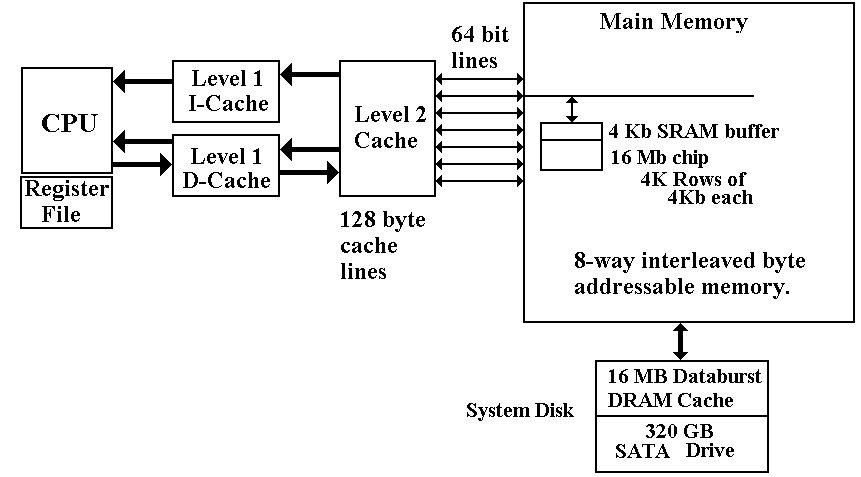 Main Memory
64 bit
lines
Level 1
I-Cache
CPU
Level 2
Cache
4 Kb SRAM buffer
Level 1
D-Cache
16 Mb chip
4K Rows of
4Kb each
Register
File
128 byte
cache
lines
8-way interleaved byte
addressable memory.
16 MB Databurst
DRAM Cache
System Disk
320 GB
SATA Drive